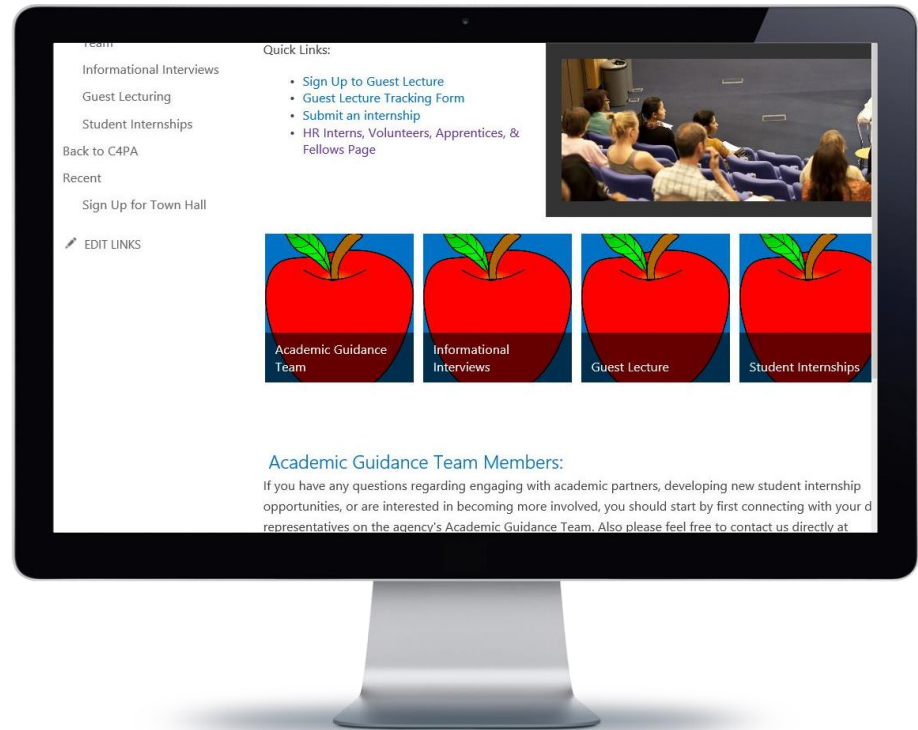 Team
Informational Interviews
Guest Lecturing
Student Internships
Back to C4PA
Recent
Sign Up for Town Hall
EDIT LINKS
Quick Links:
• Sign Up to Guest Lecture
• Guest Lecture Tracking Form
• Submit an internship
• HR Interns, Volunteers, Apprentices, &
Fellows Page
Academic Guidance
Team
Informational
Interviews
Guest Lecture
Student Internships
Academic Guidance Team Members:
If you have any questions regarding engaging with academic partners, developing new student internship
opportunities, or are interested in becoming more involved, you should start by first connecting with your d
representatives on the agency's Academic Guidance Team. Also please feel free to contact us directly at